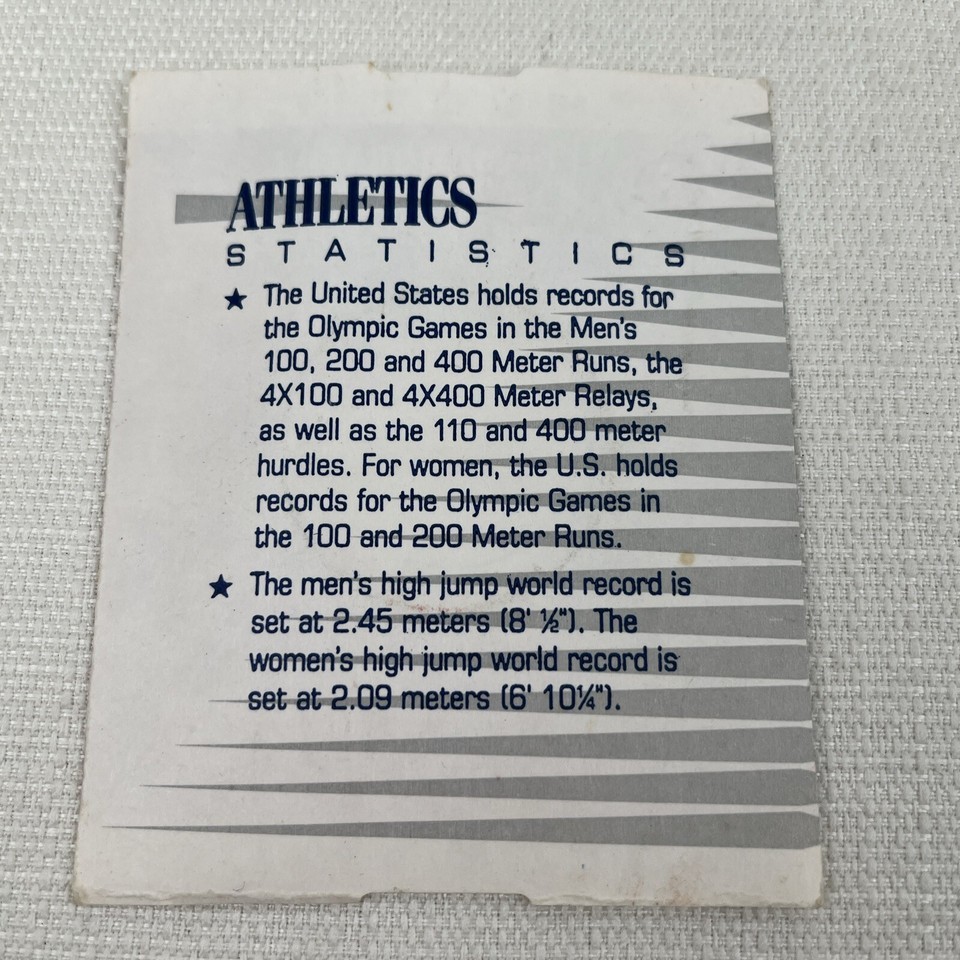 ATHLETICS
STATISTICS
★ The United States holds records for
the Olympic Games in the Men's
100, 200 and 400 Meter Runs, the
4X100 and 4X400 Meter Relays,
as well as the 110 and 400 meter
hurdles. For women, the U.S. holds
records for the Olympic Games in
the 100 and 200 Meter Runs.
★ The men's high jump world record is
set at 2.45 meters (8' ½"). The
women's high jump world record is
set at 2.09 meters (6' 10¼").